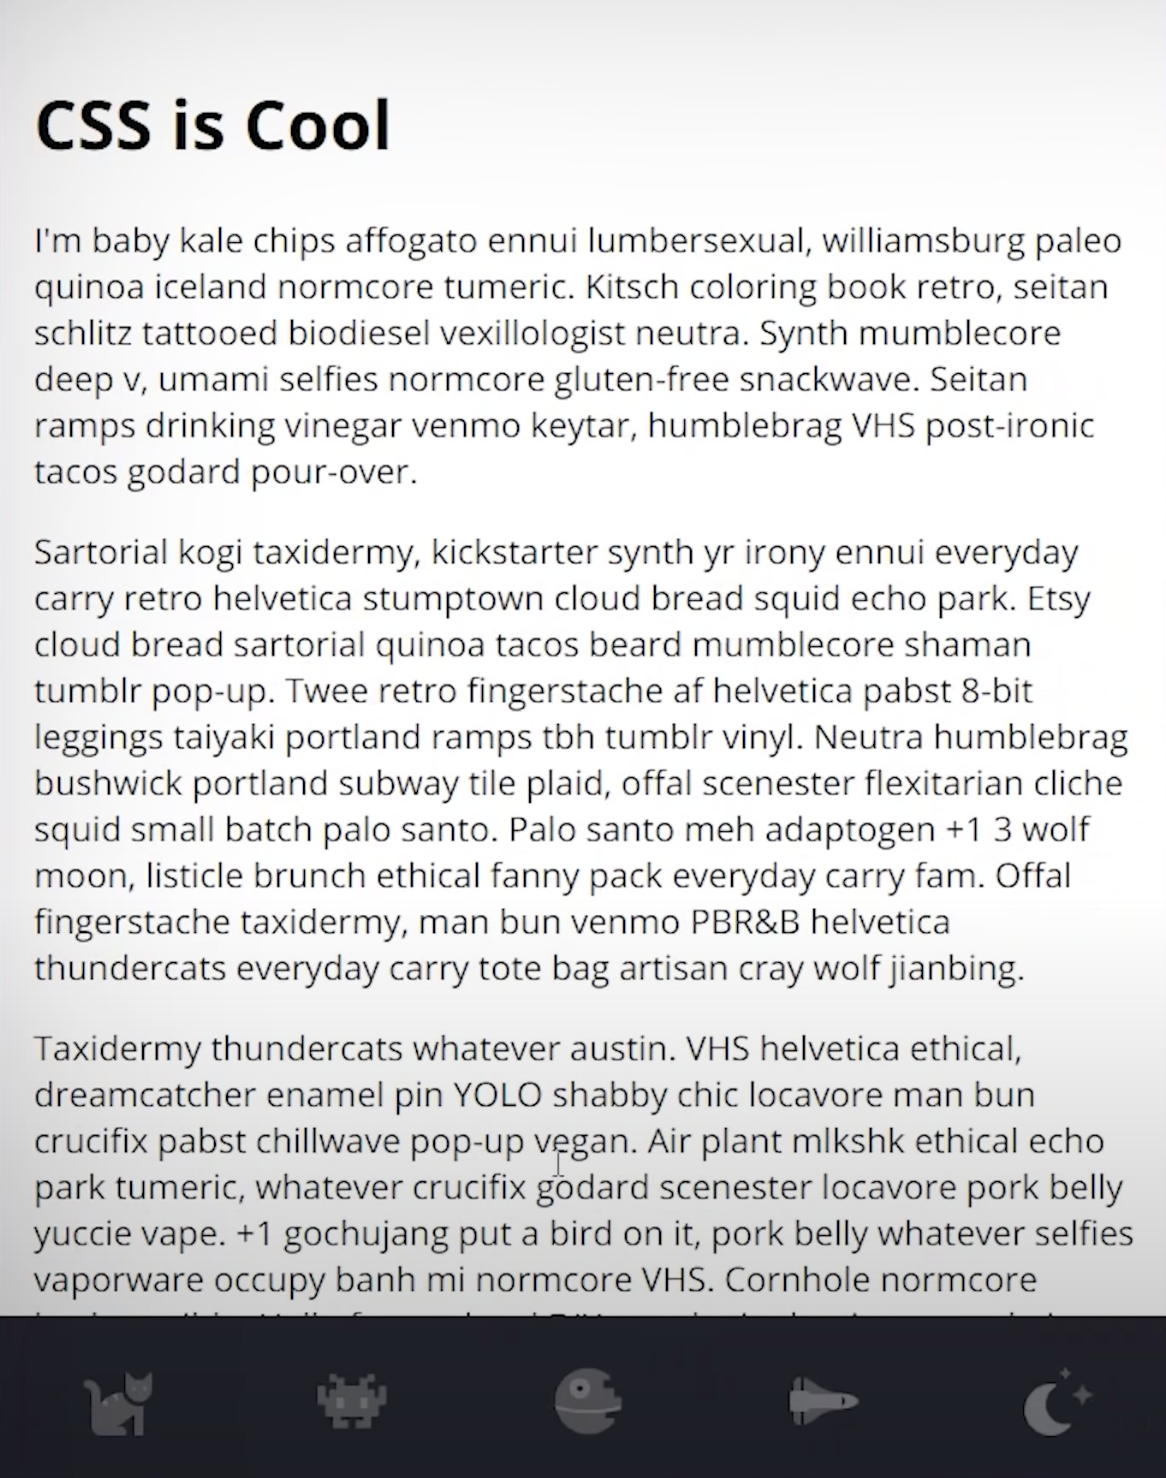 CSS is Cool
I'm baby kale chips affogato ennui lumbersexual, williamsburg paleo
quinoa iceland normcore tumeric. Kitsch coloring book retro, seitan
schlitz tattooed biodiesel vexillologist neutra. Synth mumblecore
deep v, umami selfies normcore gluten-free snackwave. Seitan
ramps drinking vinegar venmo keytar, humblebrag VHS post-ironic
tacos godard pour-over.
Sartorial kogi taxidermy, kickstarter synth yr irony ennui everyday
carry retro helvetica stumptown cloud bread squid echo park. Etsy
cloud bread sartorial quinoa tacos beard mumblecore shaman
tumblr pop-up. Twee retro fingerstache af helvetica pabst 8-bit
leggings taiyaki portland ramps tbh tumblr vinyl. Neutra humblebrag
bushwick portland subway tile plaid, offal scenester flexitarian cliche
squid small batch palo santo. Palo santo meh adaptogen +1 3 wolf
moon, listicle brunch ethical fanny pack everyday carry fam. Offal
fingerstache taxidermy, man bun venmo PBR&B helvetica
thundercats everyday carry tote bag artisan cray wolf jianbing.
Taxidermy thundercats whatever austin. VHS helvetica ethical,
dreamcatcher enamel pin YOLO shabby chic locavore man bun
crucifix pabst chillwave pop-up vegan. Air plant mlkshk ethical echo
park tumeric, whatever crucifix godard scenester locavore pork belly
yuccie vape. +1 gochujang put a bird on it, pork belly whatever selfies
vaporware occupy banh mi normcore VHS. Cornhole normcore